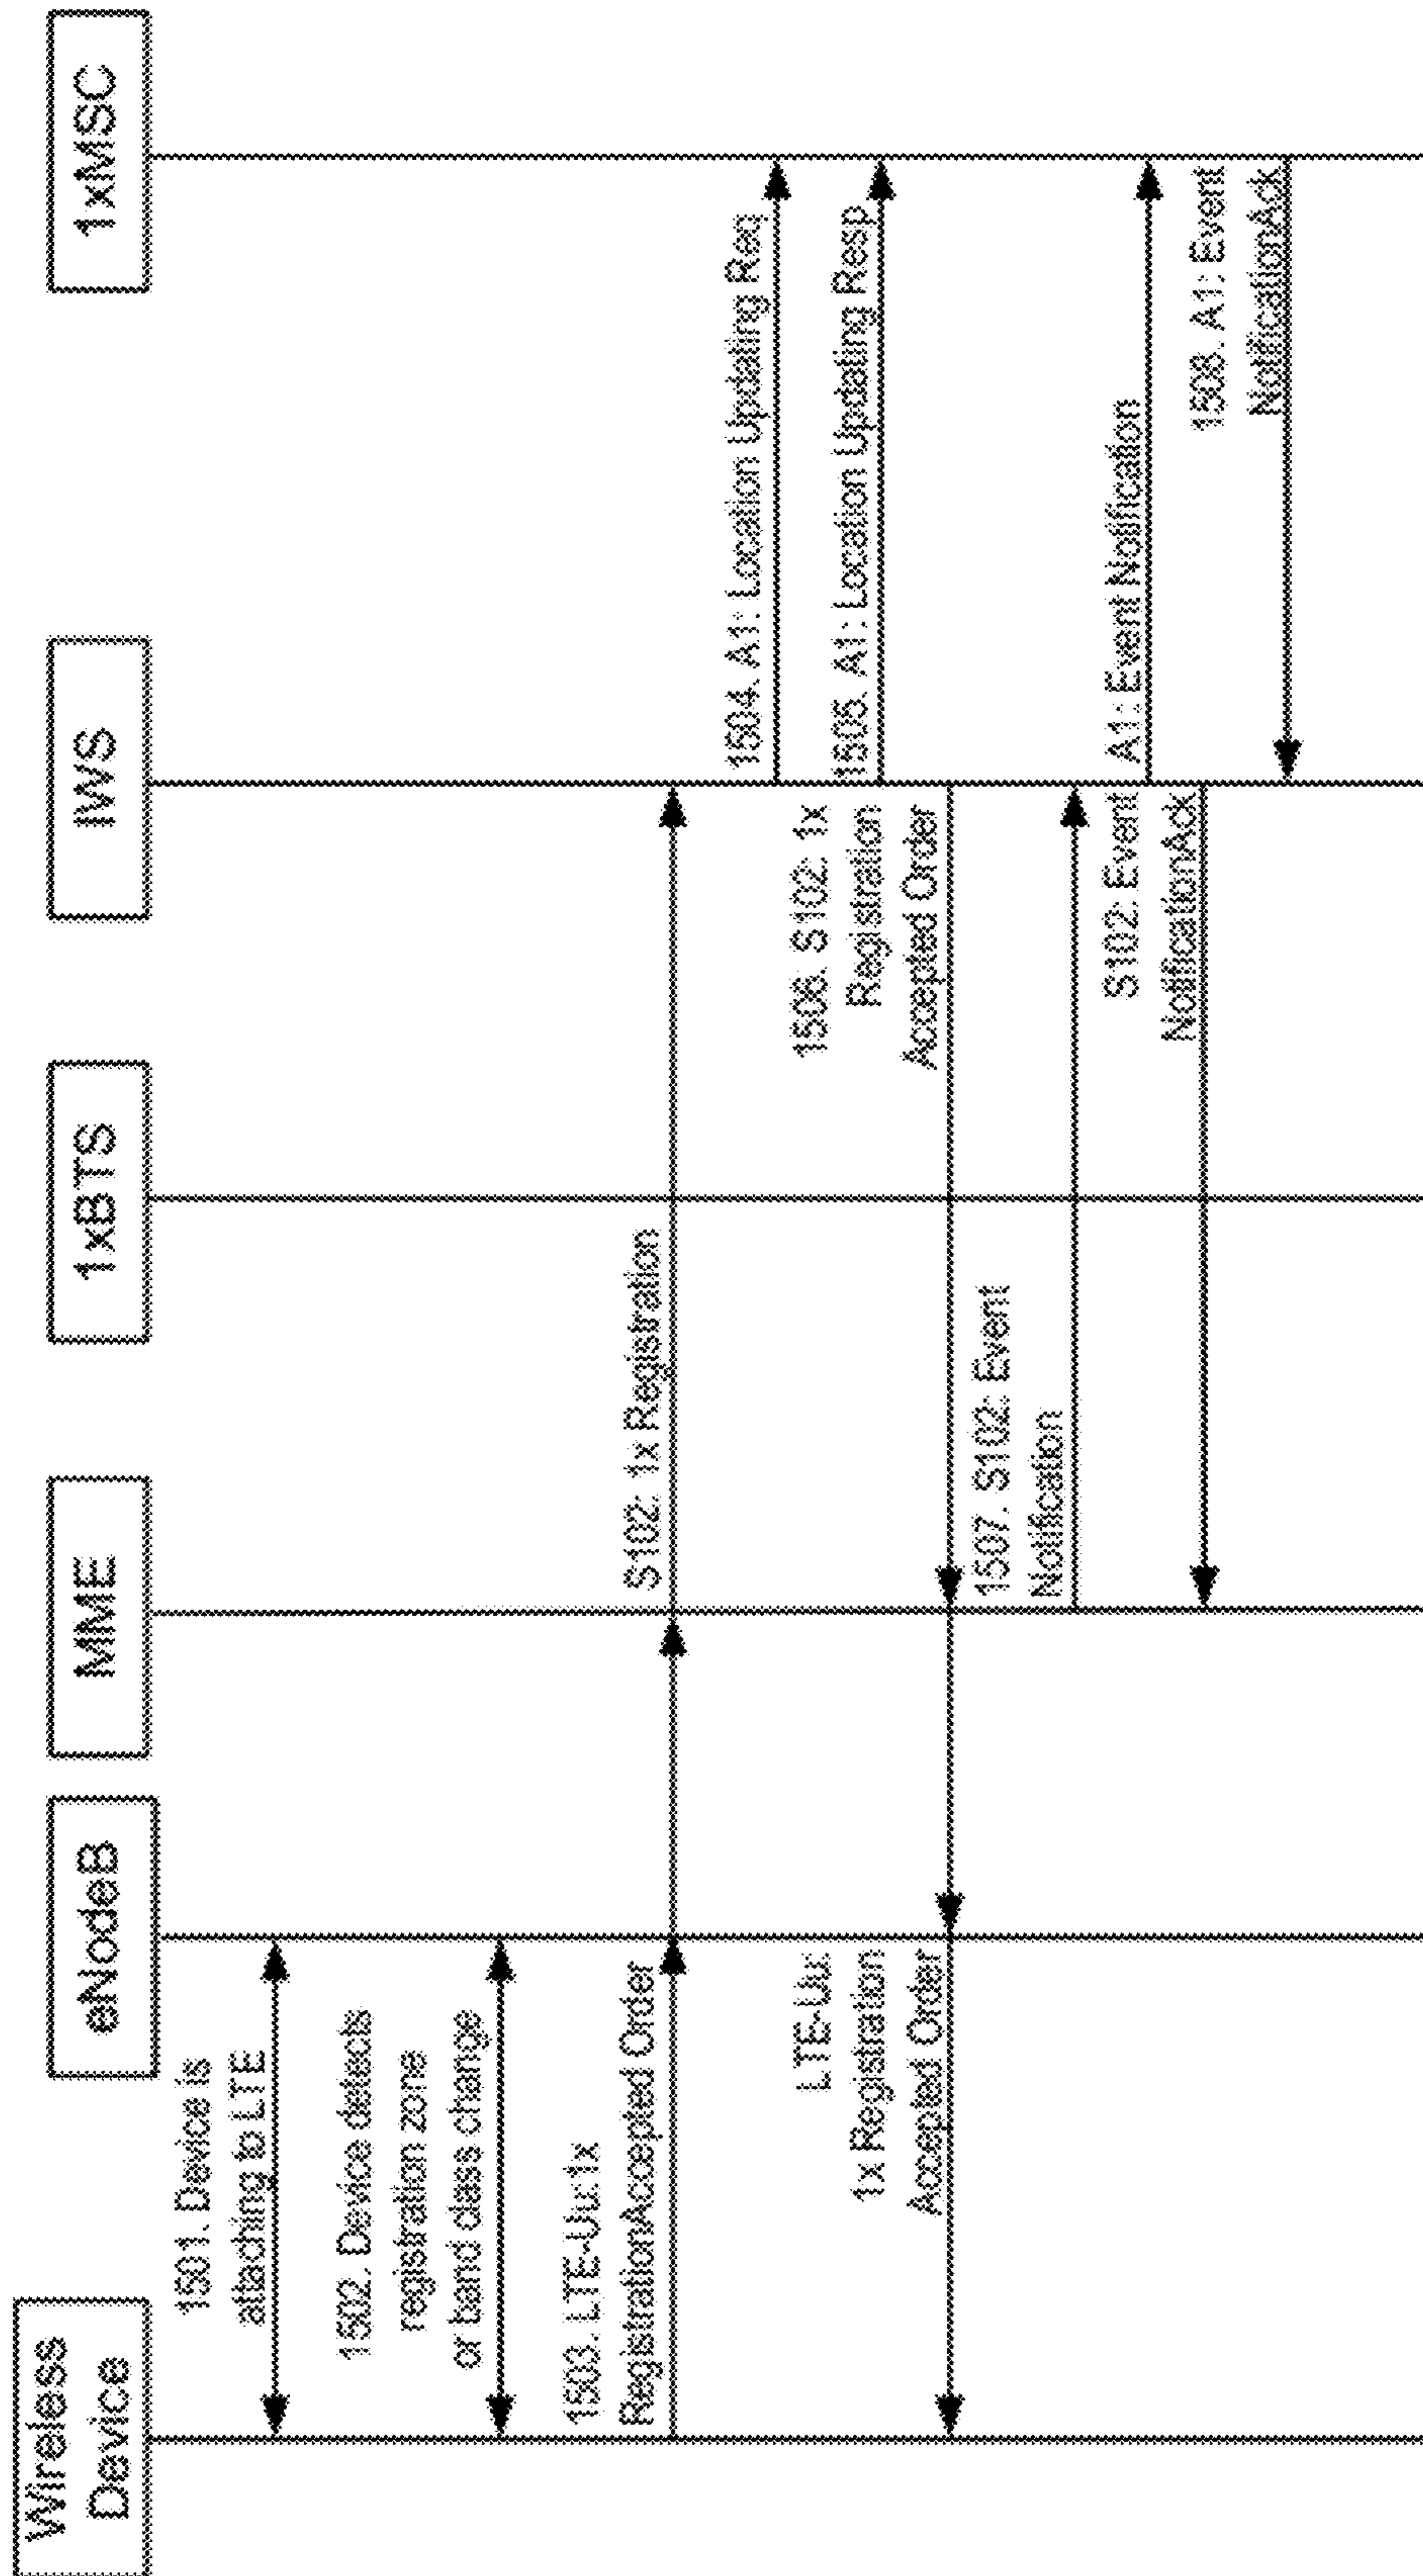 Wireless
Device
eNodeB
MME
1xBTS
IWS
1xMSC
1501. Device is
attaching to LTE
1502. Device detects
registration zone
or band class change
1503. LTE-Uu:1x
RegistrationAccepted Order
S102: 1x Registration
1504. A1: Location Updating Req
1505. A1: Location Updating Resp
1506. S102: 1x
Registration
Accepted Order
LTE-Uu:
1x Registration
Accepted Order
1507. S102: Event
Notification
A1: Event Notification
S102: Event
NotificationAck
1508. A1: Event
NotificationAck